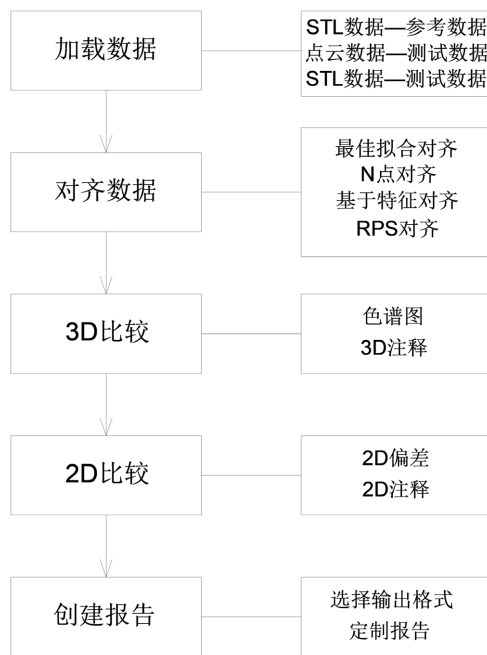 加载数据
STL数据—参考数据
点云数据—测试数据
STL数据—测试数据
对齐数据
最佳拟合对齐
N点对齐
基于特征对齐
RPS对齐
3D比较
色谱图
3D注释
2D比较
2D偏差
2D注释
创建报告
选择输出格式
定制报告